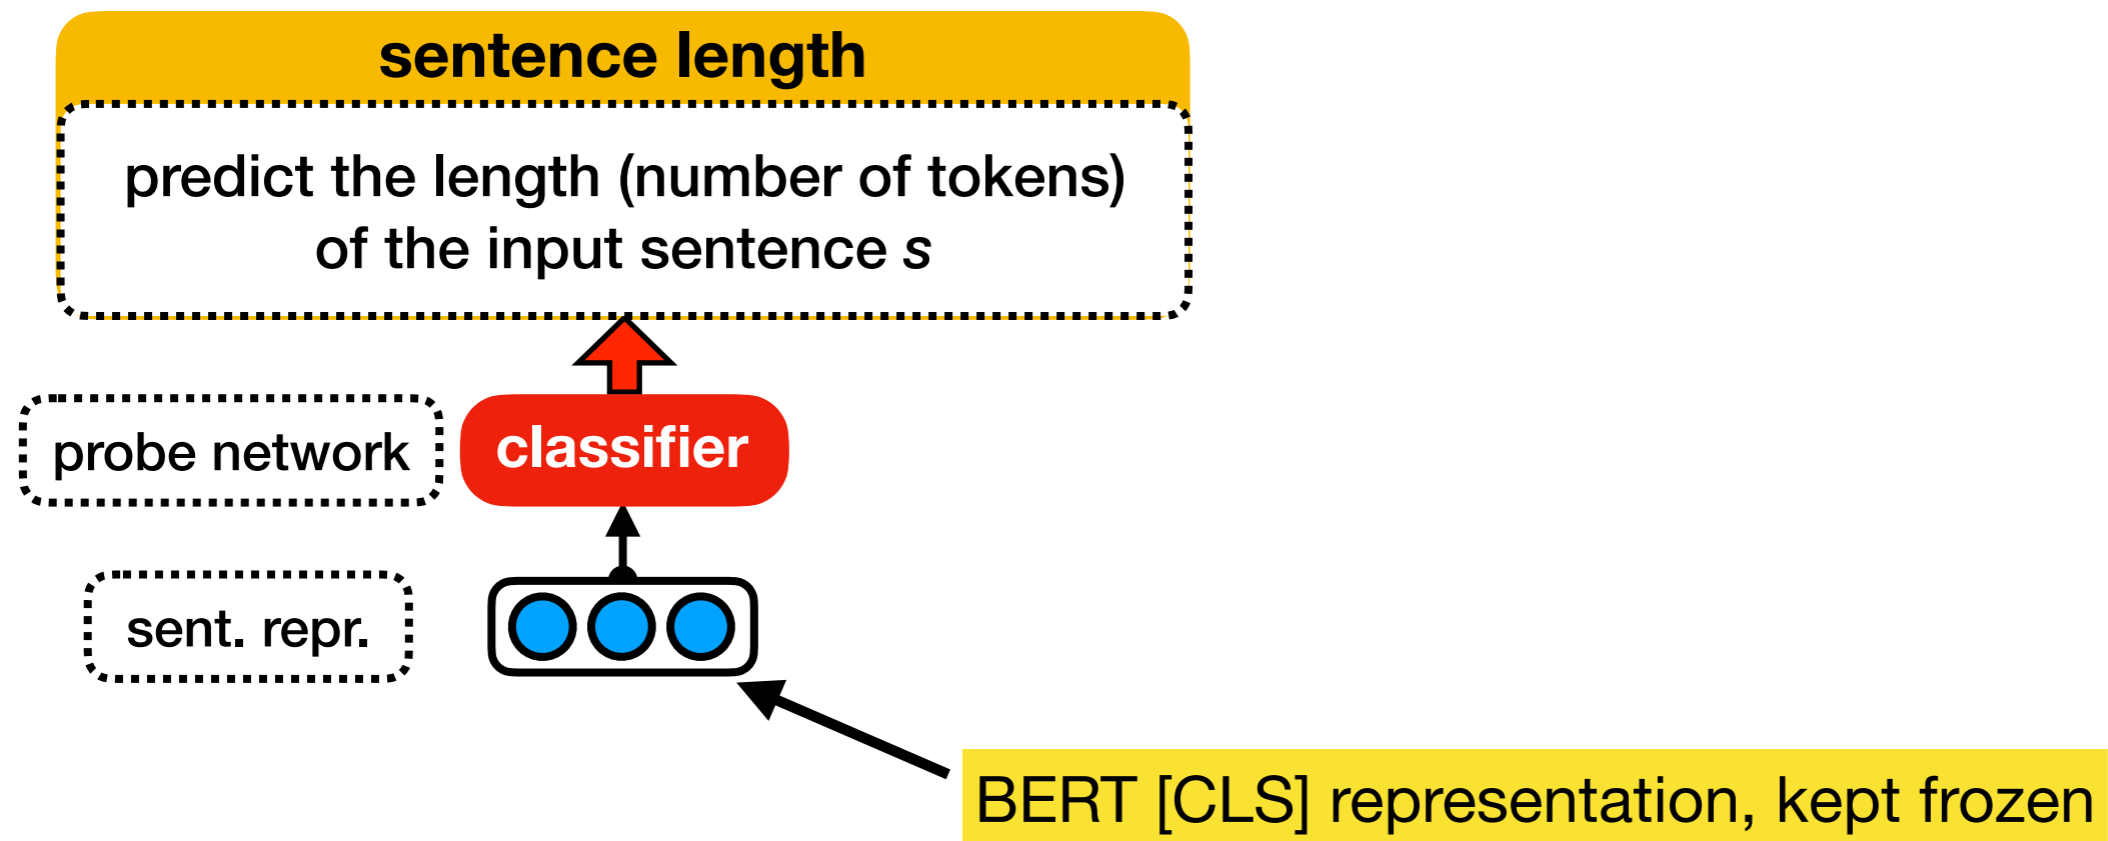 sentence length
predict the length (number of tokens)
of the input sentence s
probe network
classifier
sent. repr.
BERT [CLS] representation, kept frozen